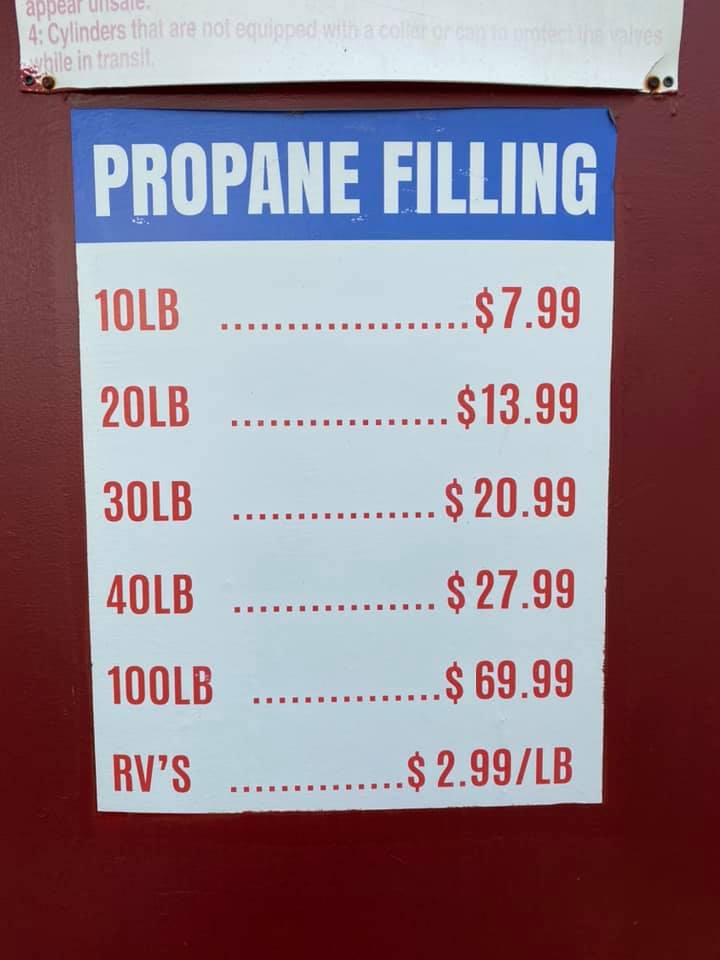 appear unsafe.
4: Cylinders that are not equipped with a collar or cap to protect the valves
while in transit.
PROPANE FILLING
10LB ...................$7.99
20LB ................$13.99
30LB ...............$20.99
40LB ...............$27.99
100LB ..............$69.99
RV'S .............$2.99/LB